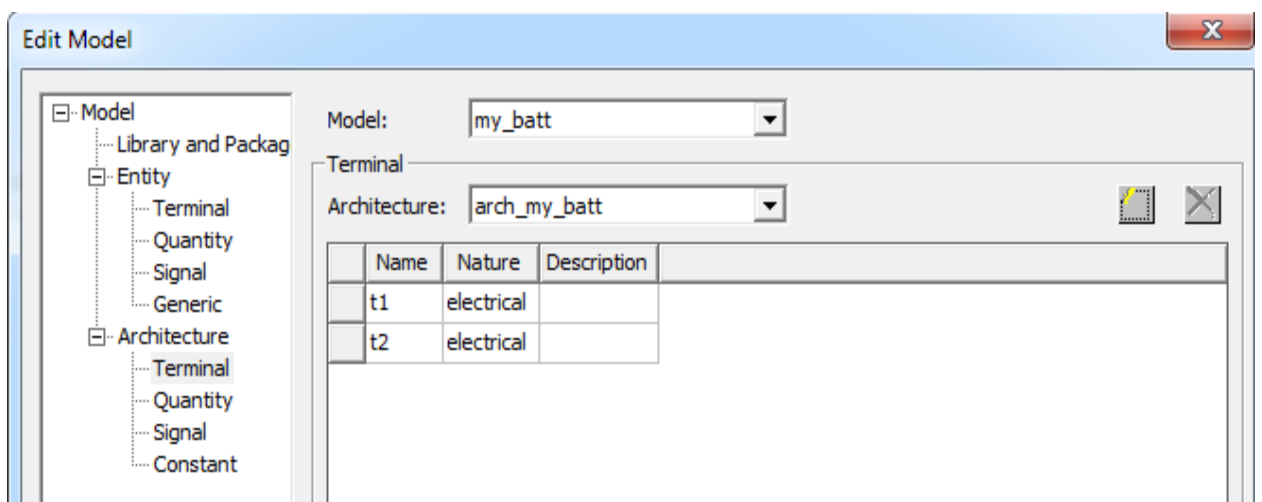 Edit Model
Model
Library and Packag
Entity
Terminal
Quantity
Signal
Generic
Architecture
Terminal
Quantity
Signal
Constant
Model: my_batt
Terminal
Architecture: arch_my_batt
Name Nature Description
t1 electrical
t2 electrical